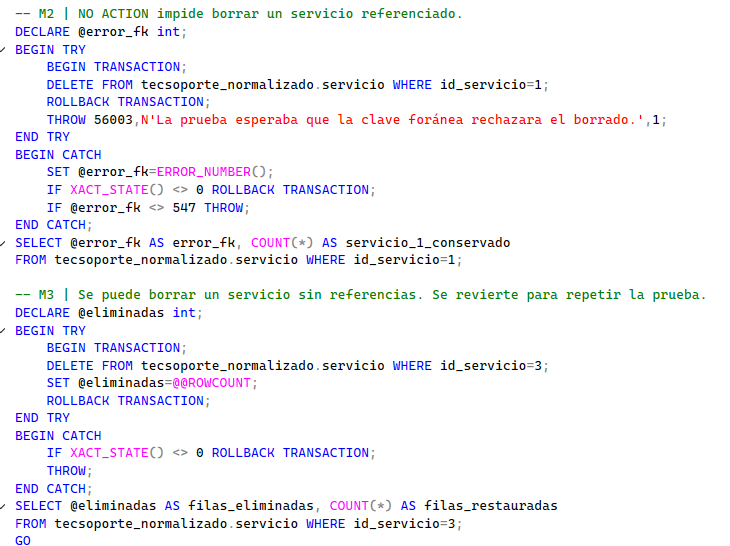 -- M2 | NO ACTION impide borrar un servicio referenciado.
DECLARE @error_fk int;
BEGIN TRY
    BEGIN TRANSACTION;
    DELETE FROM tecsoporte_normalizado.servicio WHERE id_servicio=1;
    ROLLBACK TRANSACTION;
    THROW 56003,N'La prueba esperaba que la clave foránea rechazara el borrado.',1;
END TRY
BEGIN CATCH
    SET @error_fk=ERROR_NUMBER();
    IF XACT_STATE() <> 0 ROLLBACK TRANSACTION;
    IF @error_fk <> 547 THROW;
END CATCH;
SELECT @error_fk AS error_fk, COUNT(*) AS servicio_1_conservado
FROM tecsoporte_normalizado.servicio WHERE id_servicio=1;

-- M3 | Se puede borrar un servicio sin referencias. Se revierte para repetir la prueba.
DECLARE @eliminadas int;
BEGIN TRY
    BEGIN TRANSACTION;
    DELETE FROM tecsoporte_normalizado.servicio WHERE id_servicio=3;
    SET @eliminadas=@@ROWCOUNT;
    ROLLBACK TRANSACTION;
END TRY
BEGIN CATCH
    IF XACT_STATE() <> 0 ROLLBACK TRANSACTION;
    THROW;
END CATCH;
SELECT @eliminadas AS filas_eliminadas, COUNT(*) AS filas_restauradas
FROM tecsoporte_normalizado.servicio WHERE id_servicio=3;
GO